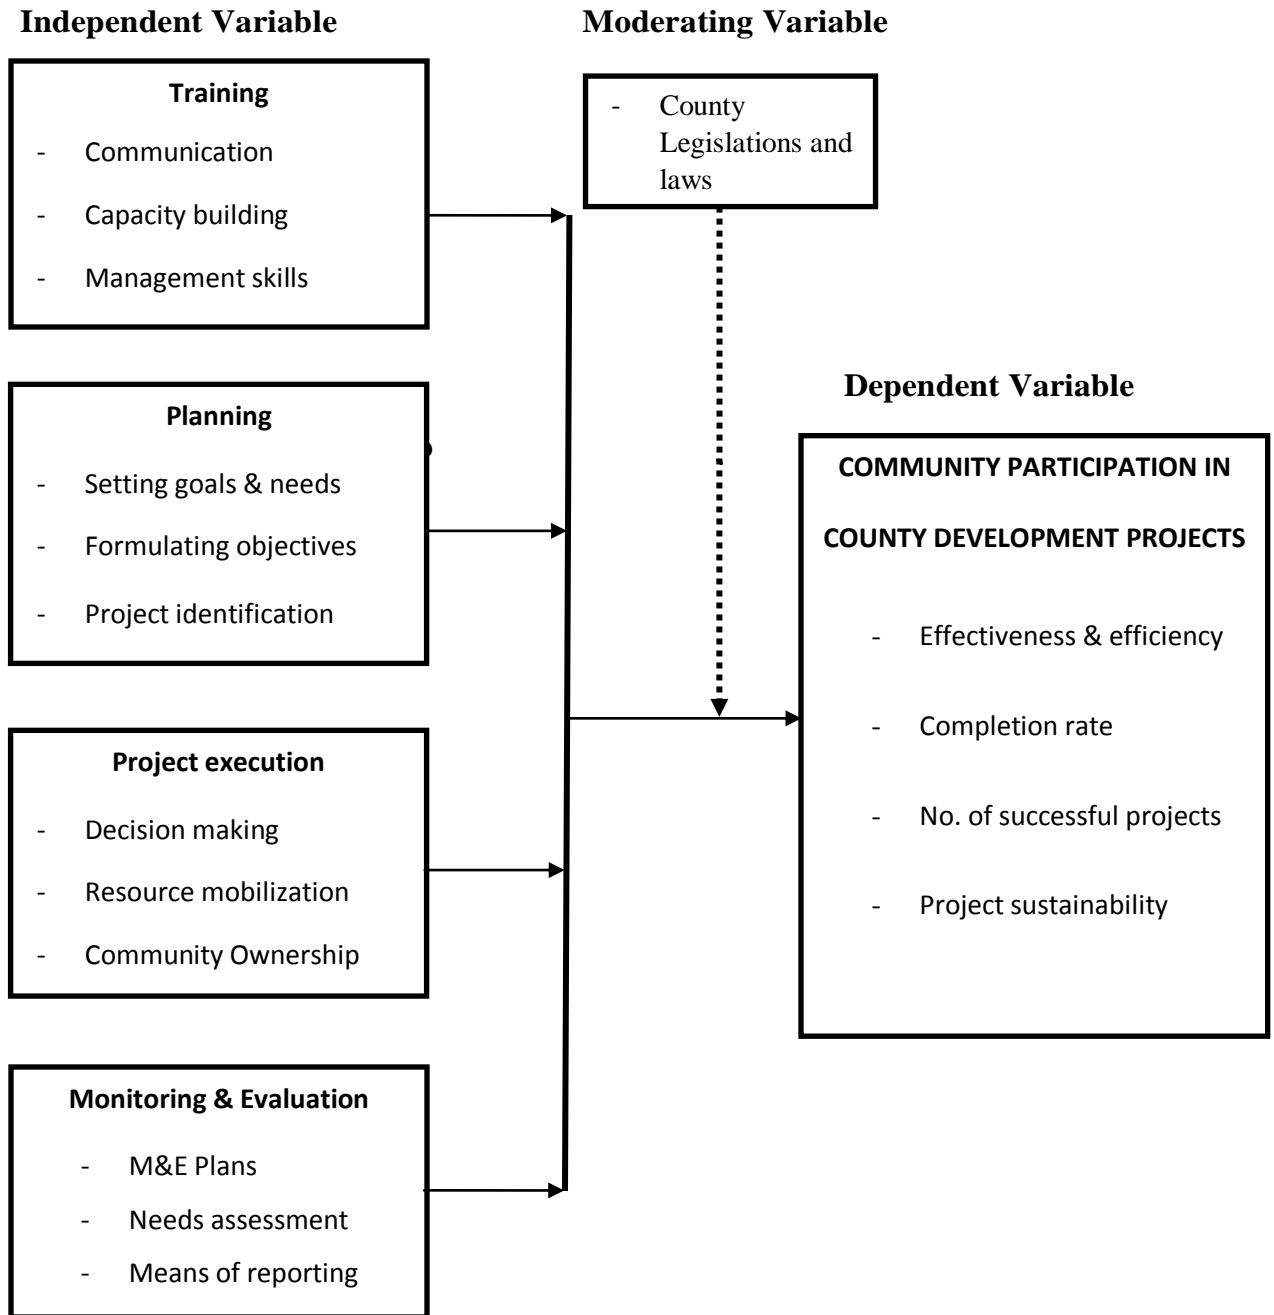 Independent Variable
Training
- Communication
- Capacity building
- Management skills
Planning
- Setting goals & needs
- Formulating objectives
- Project identification
Project execution
- Decision making
- Resource mobilization
- Community Ownership
Monitoring & Evaluation
- M&E Plans
- Needs assessment
- Means of reporting
Moderating Variable
- County
Legislations and
laws
Dependent Variable
COMMUNITY PARTICIPATION IN
COUNTY DEVELOPMENT PROJECTS
- Effectiveness & efficiency
- Completion rate
- No. of successful projects
- Project sustainability